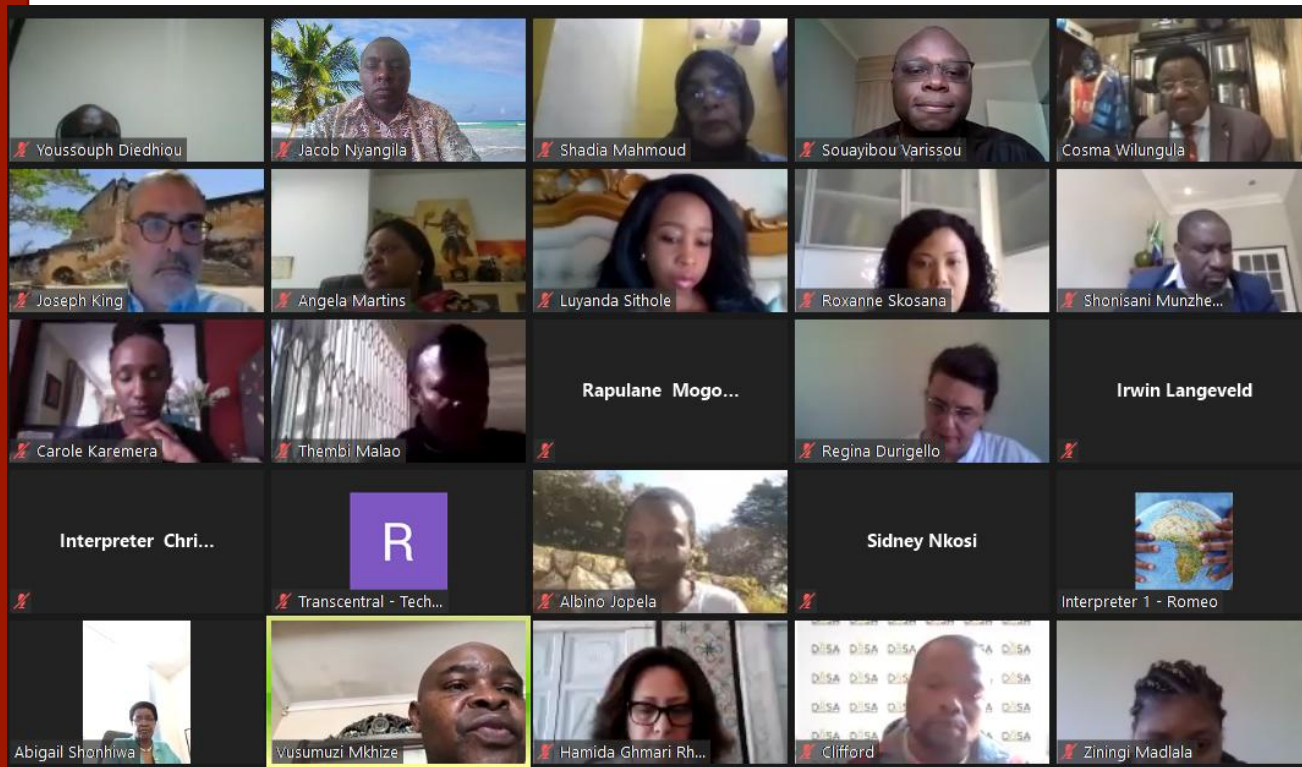 Youssouph Diedhiou
Jacob Nyangila
Shadia Mahmoud
Souayibou Varissou
Cosma Wilungula
Joseph King
Angela Martins
Luyanda Sithole
Roxanne Skosana
Shonisani Munzhe...
Carole Karemera
Thembi Malao
Rapulane Mogo...
Regina Durigello
Irwin Langeveld
Interpreter Chri...
R
Transcentral - Tech...
Albino Jopela
Sidney Nkosi
Interpreter 1 - Romeo
Abigail Shonhiwa
Vusumuzi Mkhize
Hamida Ghmari Rh...
Clifford
Ziningi Madlala